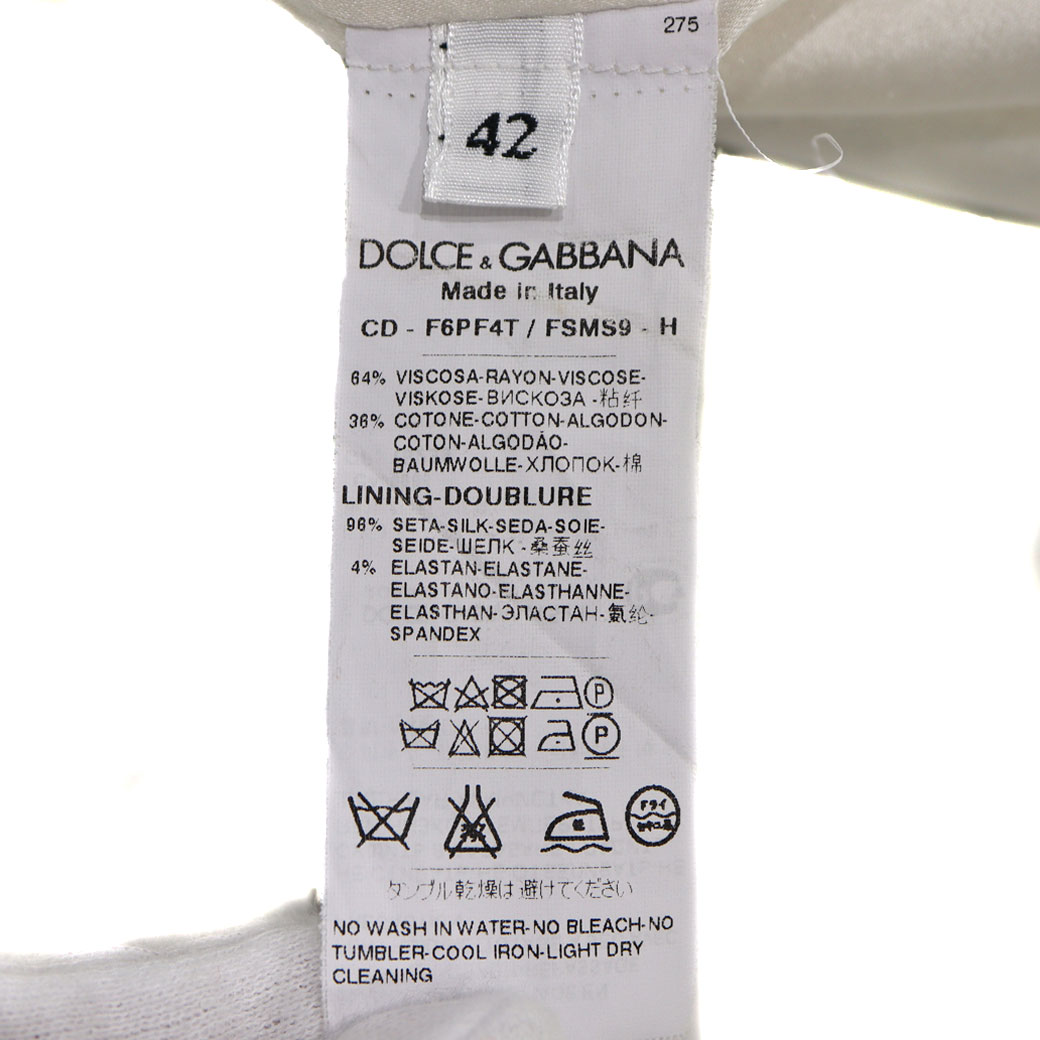 275
42
DOLCE & GABBANA
Made in Italy
CD - F6PF4T / FSMS9 - H
64% VISCOSA-RAYON-VISCOSE-
VISKOSE-ВИСКОЗА -粘纤
36% COTONE-COTTON-ALGODON-
COTON-ALGODÃO-
BAUMWOLLE-ХЛОПОК-棉
LINING-DOUBLURE
96% SETA-SILK-SEDA-SOIE-
SEIDE-ШЕЛК -桑蚕丝
4% ELASTAN-ELASTANE-
ELASTANO-ELASTHANNE-
ELASTHAN-ЭЛАСТАН-氨纶-
SPANDEX
P
P
ドライ
タンブル乾燥は避けてください
NO WASH IN WATER-NO BLEACH-NO
TUMBLER-COOL IRON-LIGHT DRY
CLEANING